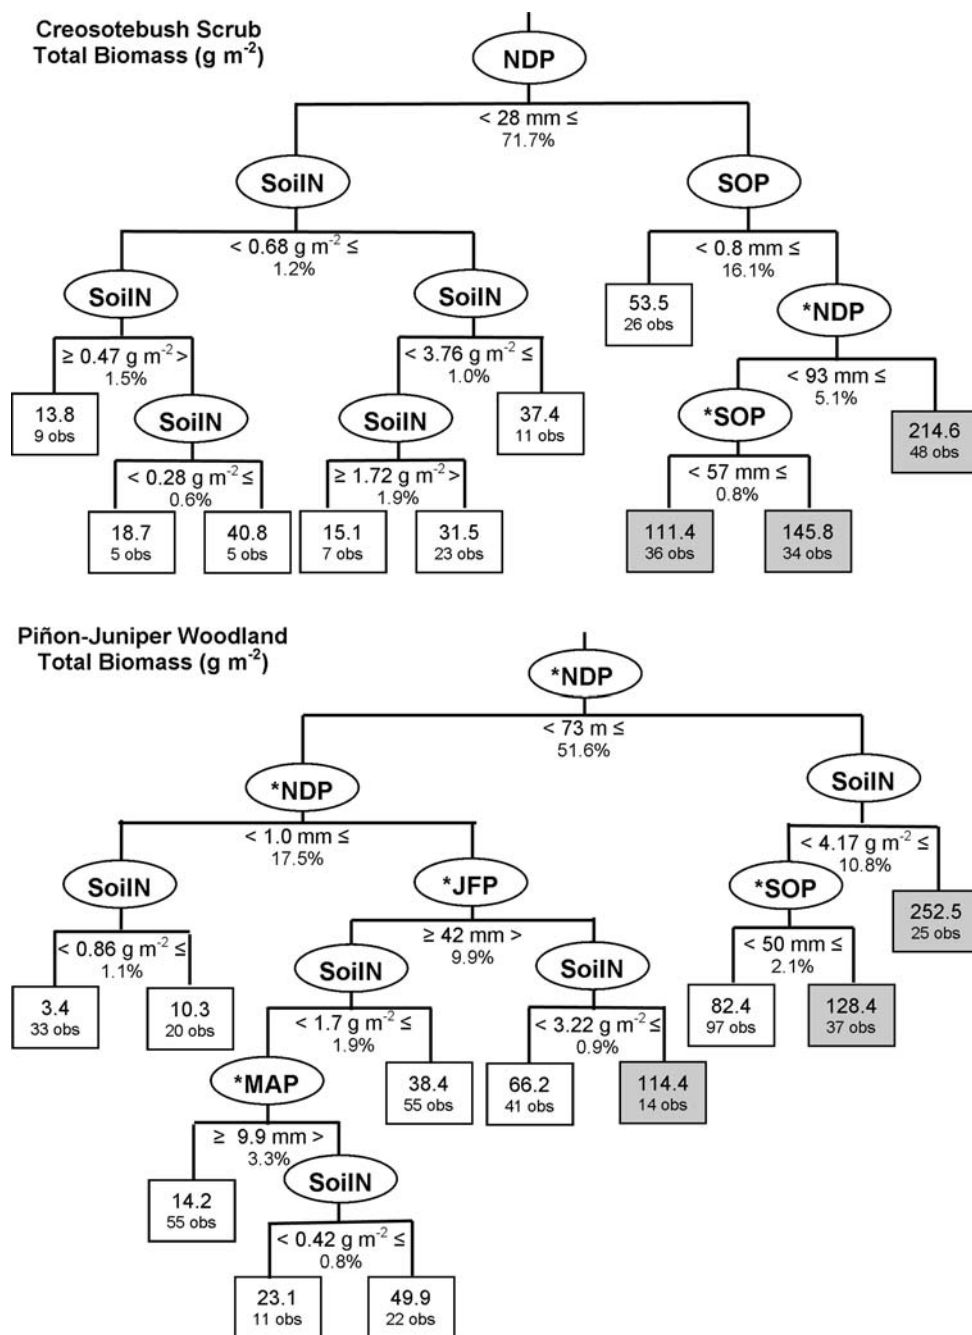 Creosotebush Scrub
Total Biomass (g m-2)
NDP
< 28 mm ≤
71.7%
SoilN
SOP
< 0.68 g m-2 ≤
1.2%
< 0.8 mm ≤
16.1%
SoilN
SoilN
53.5
26 obs
*NDP
≥ 0.47 g m-2 >
1.5%
< 3.76 g m-2 ≤
1.0%
< 93 mm ≤
5.1%
13.8
9 obs
SoilN
SoilN
37.4
11 obs
*SOP
214.6
48 obs
< 0.28 g m-2 ≤
0.6%
≥ 1.72 g m-2 >
1.9%
< 57 mm ≤
0.8%
18.7
5 obs
40.8
5 obs
15.1
7 obs
31.5
23 obs
111.4
36 obs
145.8
34 obs
Piñon-Juniper Woodland
Total Biomass (g m-2)
*NDP
< 73 m ≤
51.6%
*NDP
SoilN
< 1.0 mm ≤
17.5%
< 4.17 g m-2 ≤
10.8%
SoilN
*JFP
*SOP
252.5
25 obs
< 0.86 g m-2 ≤
1.1%
≥ 42 mm >
9.9%
< 50 mm ≤
2.1%
3.4
33 obs
10.3
20 obs
SoilN
SoilN
82.4
97 obs
128.4
37 obs
< 1.7 g m-2 ≤
1.9%
< 3.22 g m-2 ≤
0.9%
*MAP
38.4
55 obs
66.2
41 obs
114.4
14 obs
≥ 9.9 mm >
3.3%
14.2
55 obs
SoilN
< 0.42 g m-2 ≤
0.8%
23.1
11 obs
49.9
22 obs